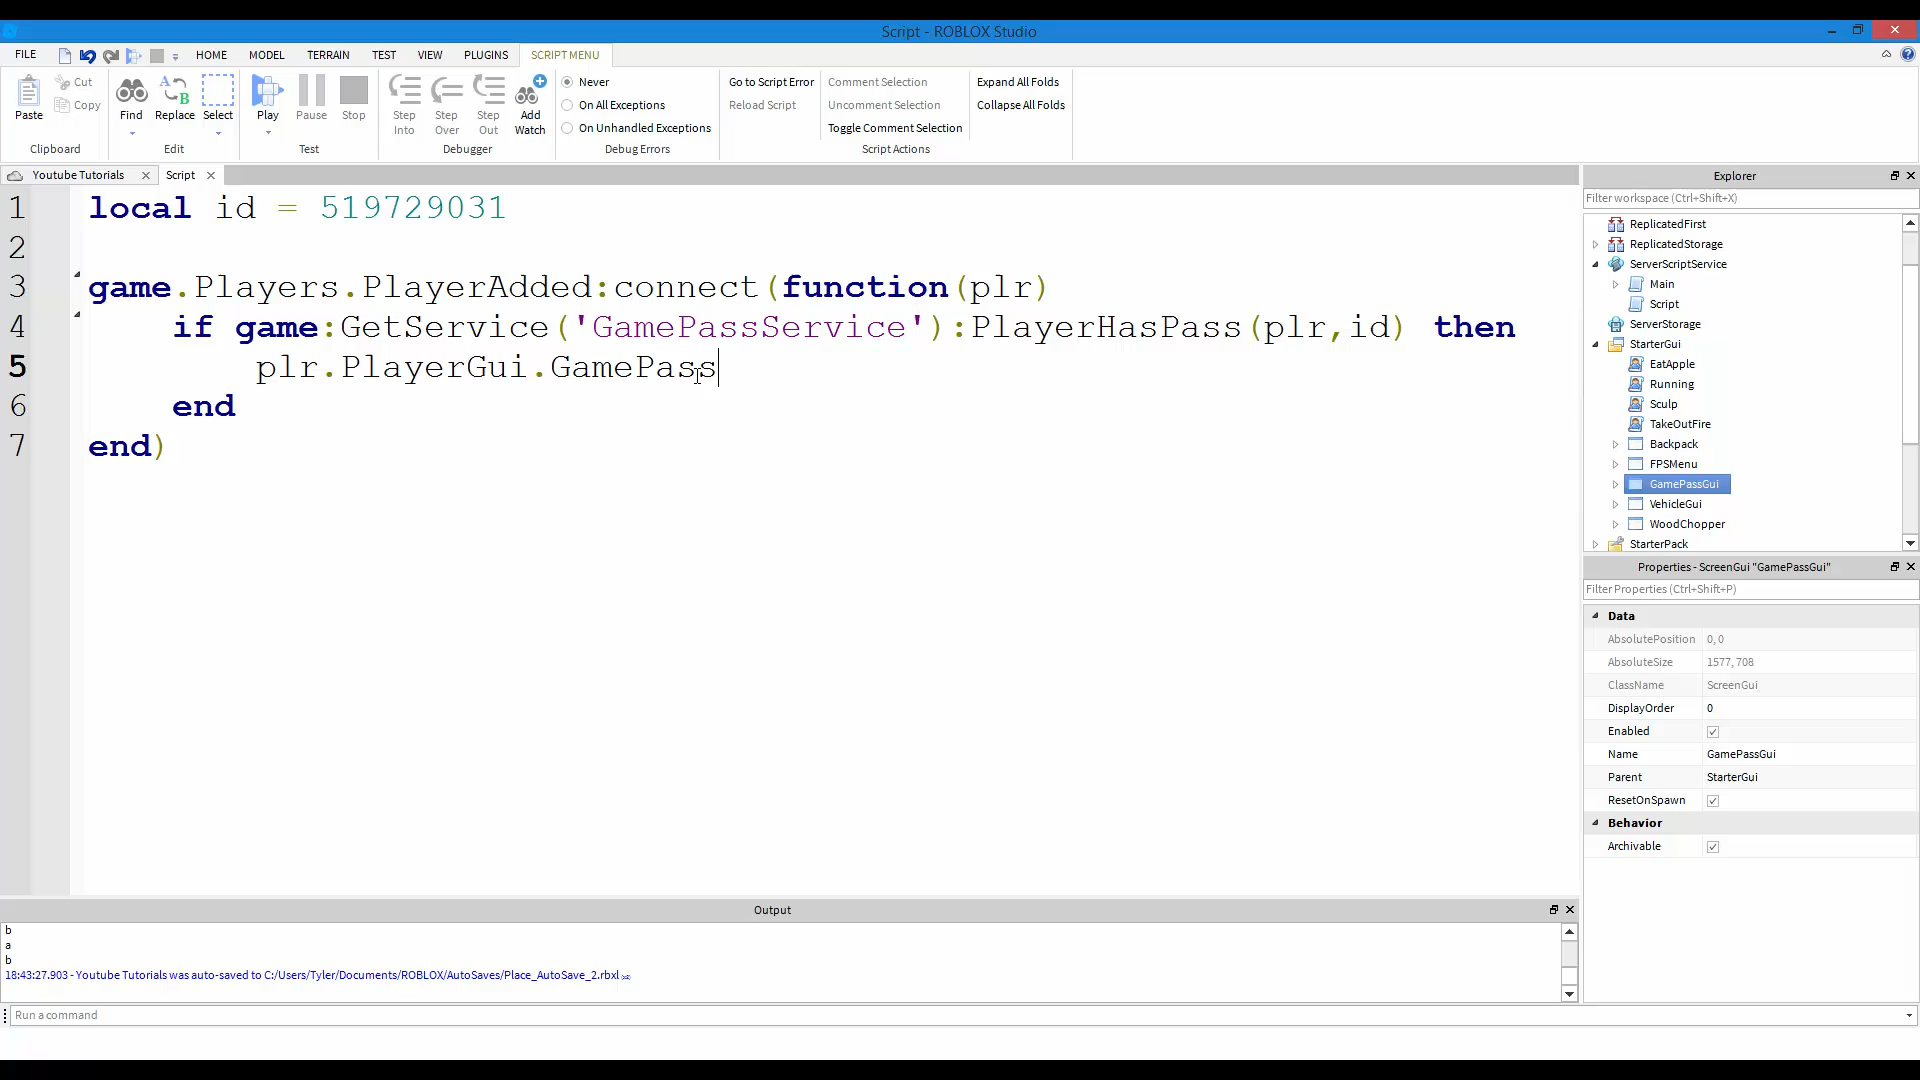 Script - ROBLOX Studio
FILE HOME MODEL TERRAIN TEST VIEW PLUGINS SCRIPT MENU
Paste
Cut
Copy
Clipboard
Find
Replace
Select
Edit
Play
Pause
Stop
Test
Step Into
Step Over
Step Out
Add Watch
Debugger
Never
On All Exceptions
On Unhandled Exceptions
Debug Errors
Go to Script Error
Reload Script
Comment Selection
Uncomment Selection
Toggle Comment Selection
Script Actions
Expand All Folds
Collapse All Folds
Youtube Tutorials
Script
1 local id = 519729031
2
3 game.Players.PlayerAdded:connect(function(plr)
4 if game:GetService('GamePassService'):PlayerHasPass(plr,id) then
5 plr.PlayerGui.GamePass
6 end
7 end)
Explorer
Filter workspace (Ctrl+Shift+X)
ReplicatedFirst
ReplicatedStorage
ServerScriptService
Main
Script
ServerStorage
StarterGui
EatApple
Running
Sculp
TakeOutFire
Backpack
FPSMenu
GamePassGui
VehicleGui
WoodChopper
StarterPack
Properties - ScreenGui "GamePassGui"
Filter Properties (Ctrl+Shift+P)
Data
AbsolutePosition 0, 0
AbsoluteSize 1577, 708
ClassName ScreenGui
DisplayOrder 0
Enabled
Name GamePassGui
Parent StarterGui
ResetOnSpawn
Behavior
Archivable
Output
b
a
b
18:43:27.903 - Youtube Tutorials was auto-saved to C:/Users/Tyler/Documents/ROBLOX/AutoSaves/Place_AutoSave_2.rbxl
Run a command